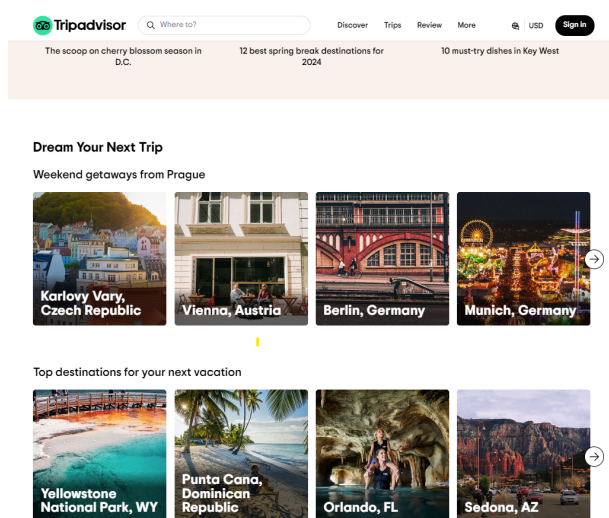 Tripadvisor
Where to?
Discover
Trips
Review
More
USD
Sign in
The scoop on cherry blossom season in
D.C.
12 best spring break destinations for
2024
10 must-try dishes in Key West
Dream Your Next Trip
Weekend getaways from Prague
Karlovy Vary,
Czech Republic
Vienna, Austria
Berlin, Germany
Munich, Germany
Top destinations for your next vacation
Yellowstone
National Park, WY
Punta Cana,
Dominican
Republic
Orlando, FL
Sedona, AZ